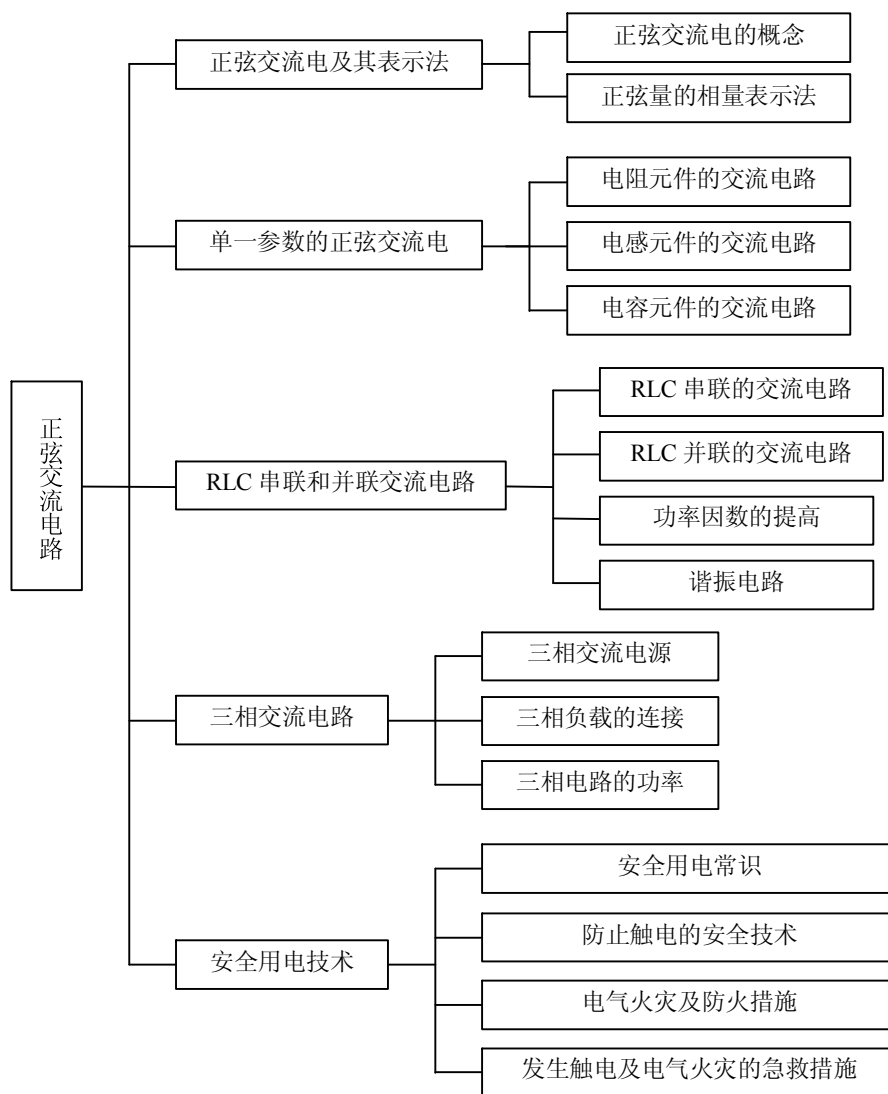 正弦交流电路
正弦交流电及其表示法
正弦交流电的概念
正弦量的相量表示法
单一参数的正弦交流电
电阻元件的交流电路
电感元件的交流电路
电容元件的交流电路
RLC 串联和并联交流电路
RLC 串联的交流电路
RLC 并联的交流电路
功率因数的提高
谐振电路
三相交流电路
三相交流电源
三相负载的连接
三相电路的功率
安全用电技术
安全用电常识
防止触电的安全技术
电气火灾及防火措施
发生触电及电气火灾的急救措施